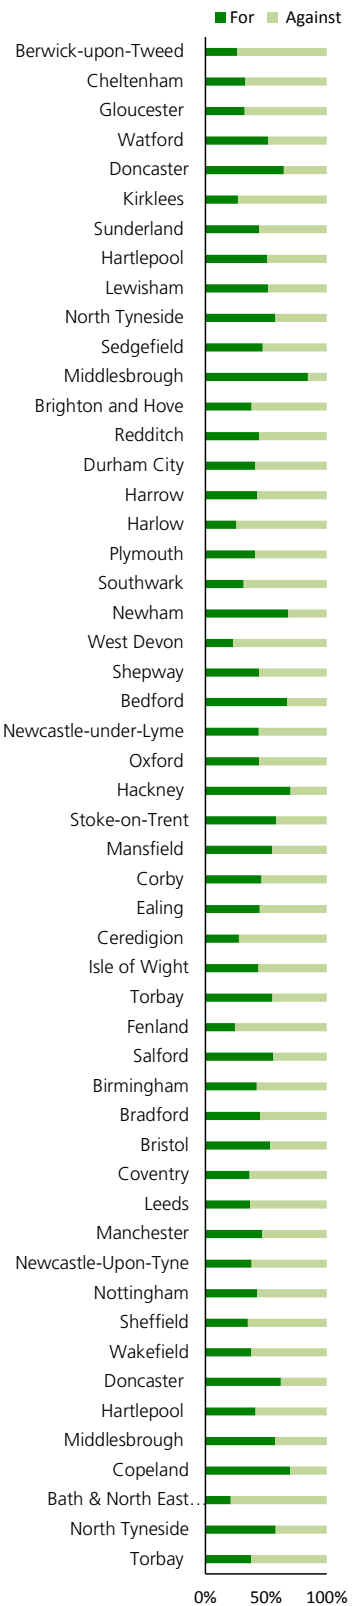 For Against
Berwick-upon-Tweed
Cheltenham
Gloucester
Watford
Doncaster
Kirklees
Sunderland
Hartlepool
Lewisham
North Tyneside
Sedgefield
Middlesbrough
Brighton and Hove
Redditch
Durham City
Harrow
Harlow
Plymouth
Southwark
Newham
West Devon
Shepway
Bedford
Newcastle-under-Lyme
Oxford
Hackney
Stoke-on-Trent
Mansfield
Corby
Ealing
Ceredigion
Isle of Wight
Torbay
Fenland
Salford
Birmingham
Bradford
Bristol
Coventry
Leeds
Manchester
Newcastle-Upon-Tyne
Nottingham
Sheffield
Wakefield
Doncaster
Hartlepool
Middlesbrough
Copeland
Bath & North East…
North Tyneside
Torbay
0% 50% 100%